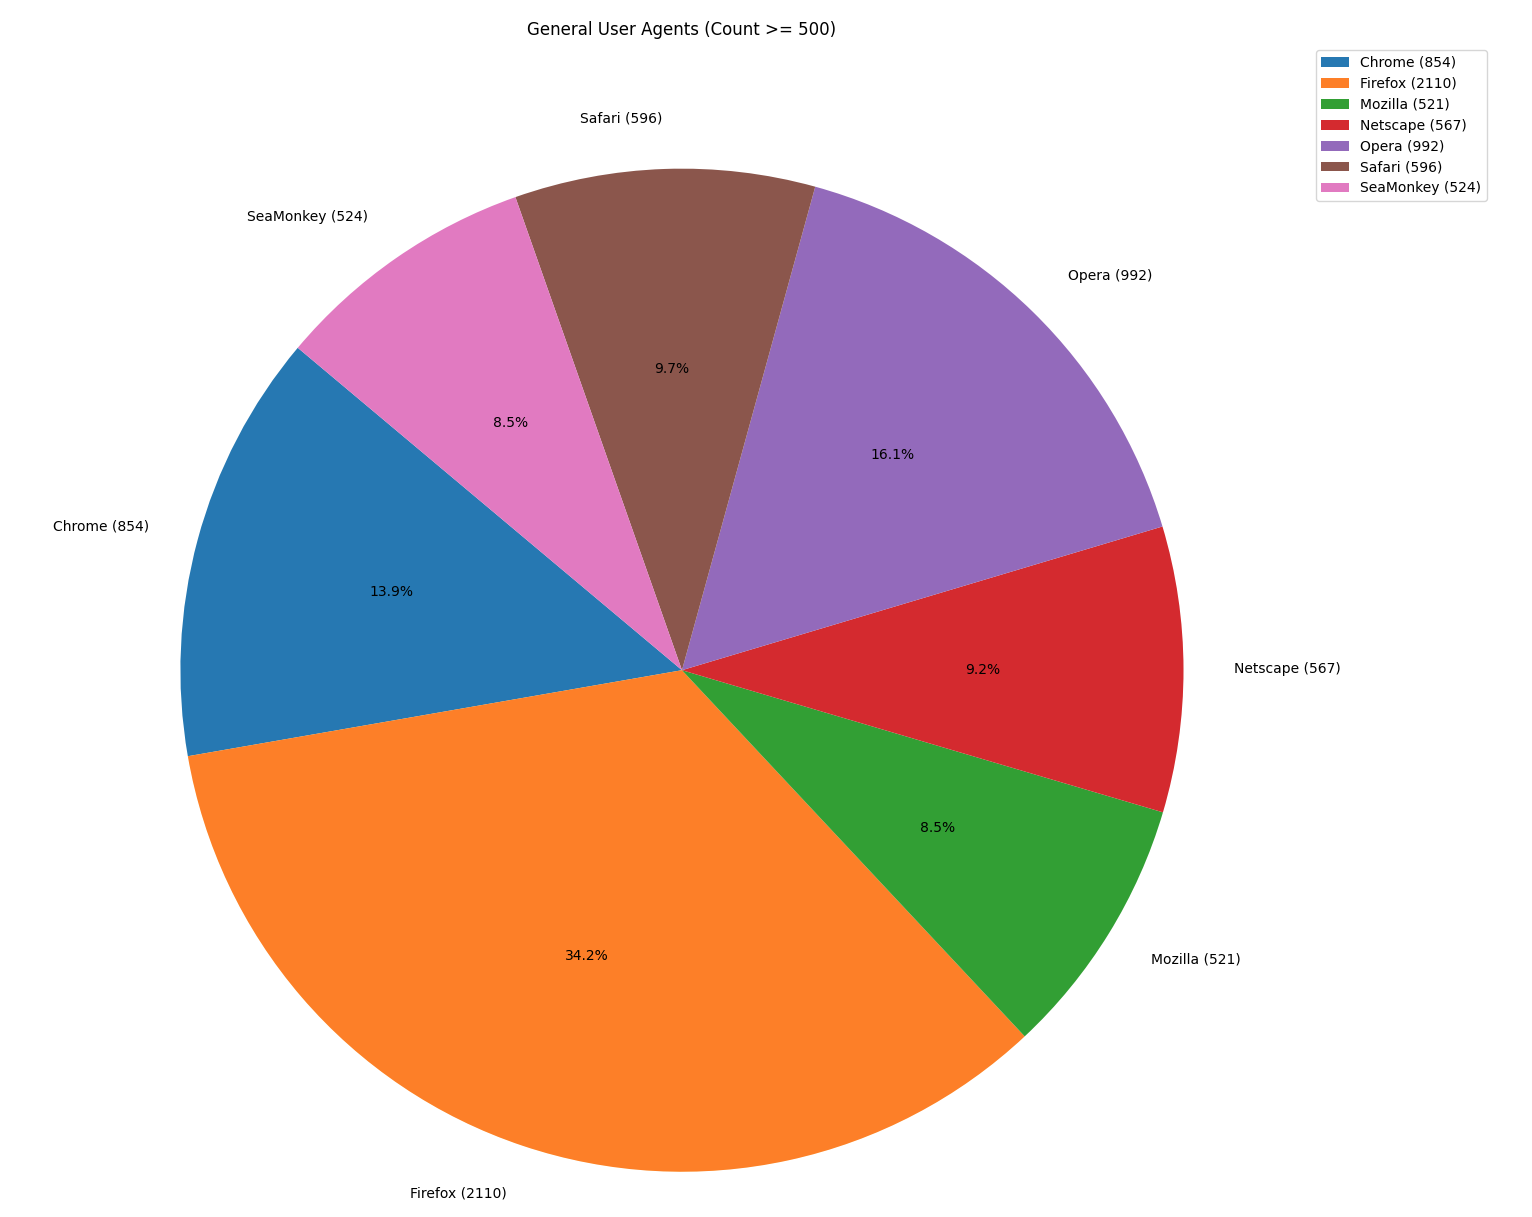 General User Agents (Count >= 500)
Chrome (854)
Firefox (2110)
Mozilla (521)
Netscape (567)
Opera (992)
Safari (596)
SeaMonkey (524)
Safari (596)
SeaMonkey (524)
Opera (992)
9.7%
8.5%
16.1%
Chrome (854)
13.9%
9.2%
Netscape (567)
8.5%
34.2%
Mozilla (521)
Firefox (2110)